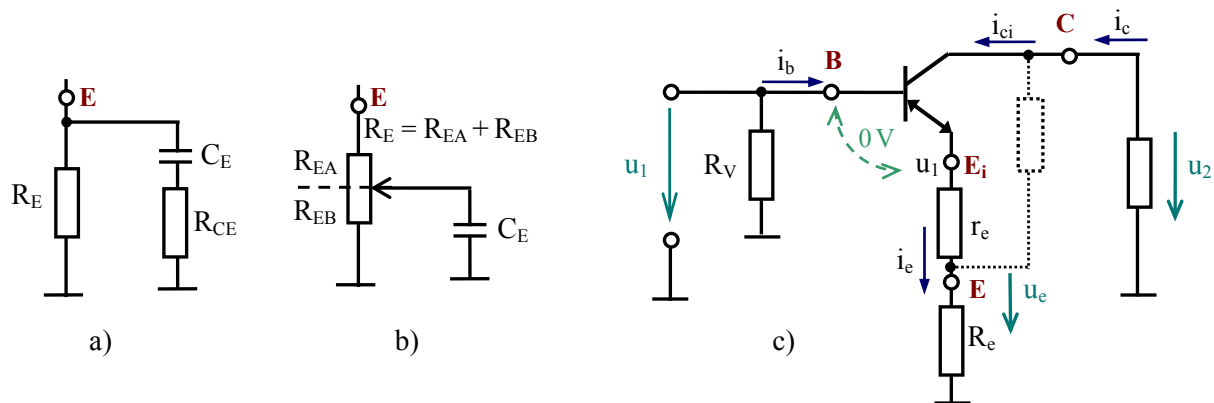 E
C_E
R_E
R_CE
a)
E
R_E = R_EA + R_EB
R_EA
R_EB
C_E
b)
u_1
R_V
i_b
B
0 V
i_ci
C
i_c
u_1
E_i
r_e
i_e
E
u_e
R_e
u_2
c)